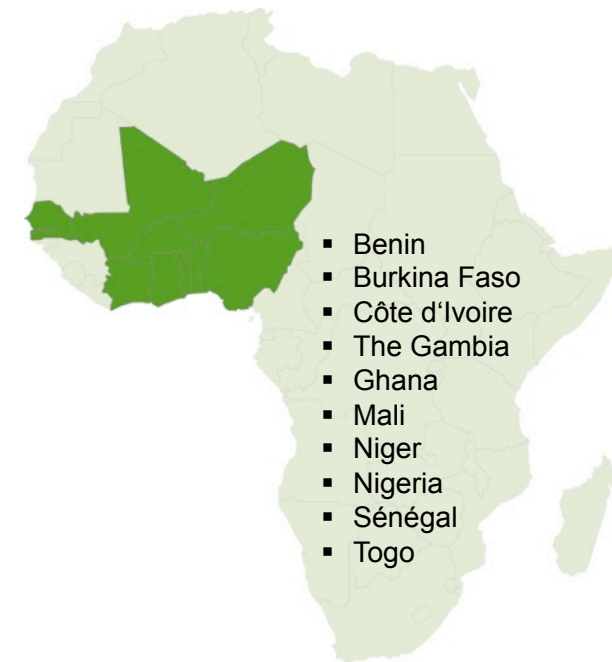 ▪ Benin
▪ Burkina Faso
▪ Côte d‘Ivoire
▪ The Gambia
▪ Ghana
▪ Mali
▪ Niger
▪ Nigeria
▪ Sénégal
▪ Togo